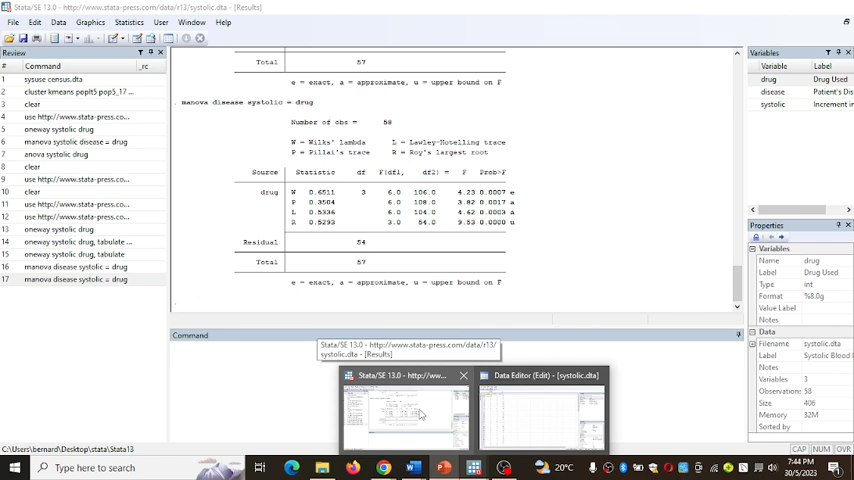 Stata/SE 13.0 - http://www.stata-press.com/data/r13/systolic.dta - [Results]
File Edit Data Graphics Statistics User Window Help
Review
# Command _rc
1 sysuse census.dta
2 cluster kmeans poplt5 pop5_17 ...
3 clear
4 use http://www.stata-press.co...
5 oneway systolic drug
6 manova systolic disease = drug
7 anova systolic drug
8 clear
9 use http://www.stata-press.co...
10 clear
11 use http://www.stata-press.co...
12 use http://www.stata-press.co...
13 oneway systolic drug
14 oneway systolic drug, tabulate ...
15 oneway systolic drug, tabulate
16 manova disease systolic = drug
17 manova disease systolic = drug
Total 57
e = exact, a = approximate, u = upper bound on F
. manova disease systolic = drug
Number of obs = 58
W = Wilks' lambda L = Lawley-Hotelling trace
P = Pillai's trace R = Roy's largest root
Source Statistic df F(df1, df2) = F Prob>F
drug W 0.6511 3 6.0 106.0 4.23 0.0007 e
P 0.3504 6.0 108.0 3.82 0.0017 a
L 0.5336 6.0 104.0 4.62 0.0003 a
R 0.5293 3.0 54.0 9.53 0.0000 u
Residual 54
Total 57
e = exact, a = approximate, u = upper bound on F
.
Command
Stata/SE 13.0 - http://www.stata-press.com/data/r13/
systolic.dta - [Results]
Stata/SE 13.0 - http://ww...
Data Editor (Edit) - [systolic.dta]
Variables
Variable Label
drug Drug Used
disease Patient's Dis
systolic Increment in
Properties
Variables
Name drug
Label Drug Used
Type int
Format %8.0g
Value Label
Notes
Data
Filename systolic.dta
Label Systolic Blood
Notes
Variables 3
Observations 58
Size 406
Memory 32M
Sorted by
C:\Users\bernard\Desktop\stata\Stata13
CAP NUM OVR
Type here to search
20°C
7:44 PM
30/5/2023